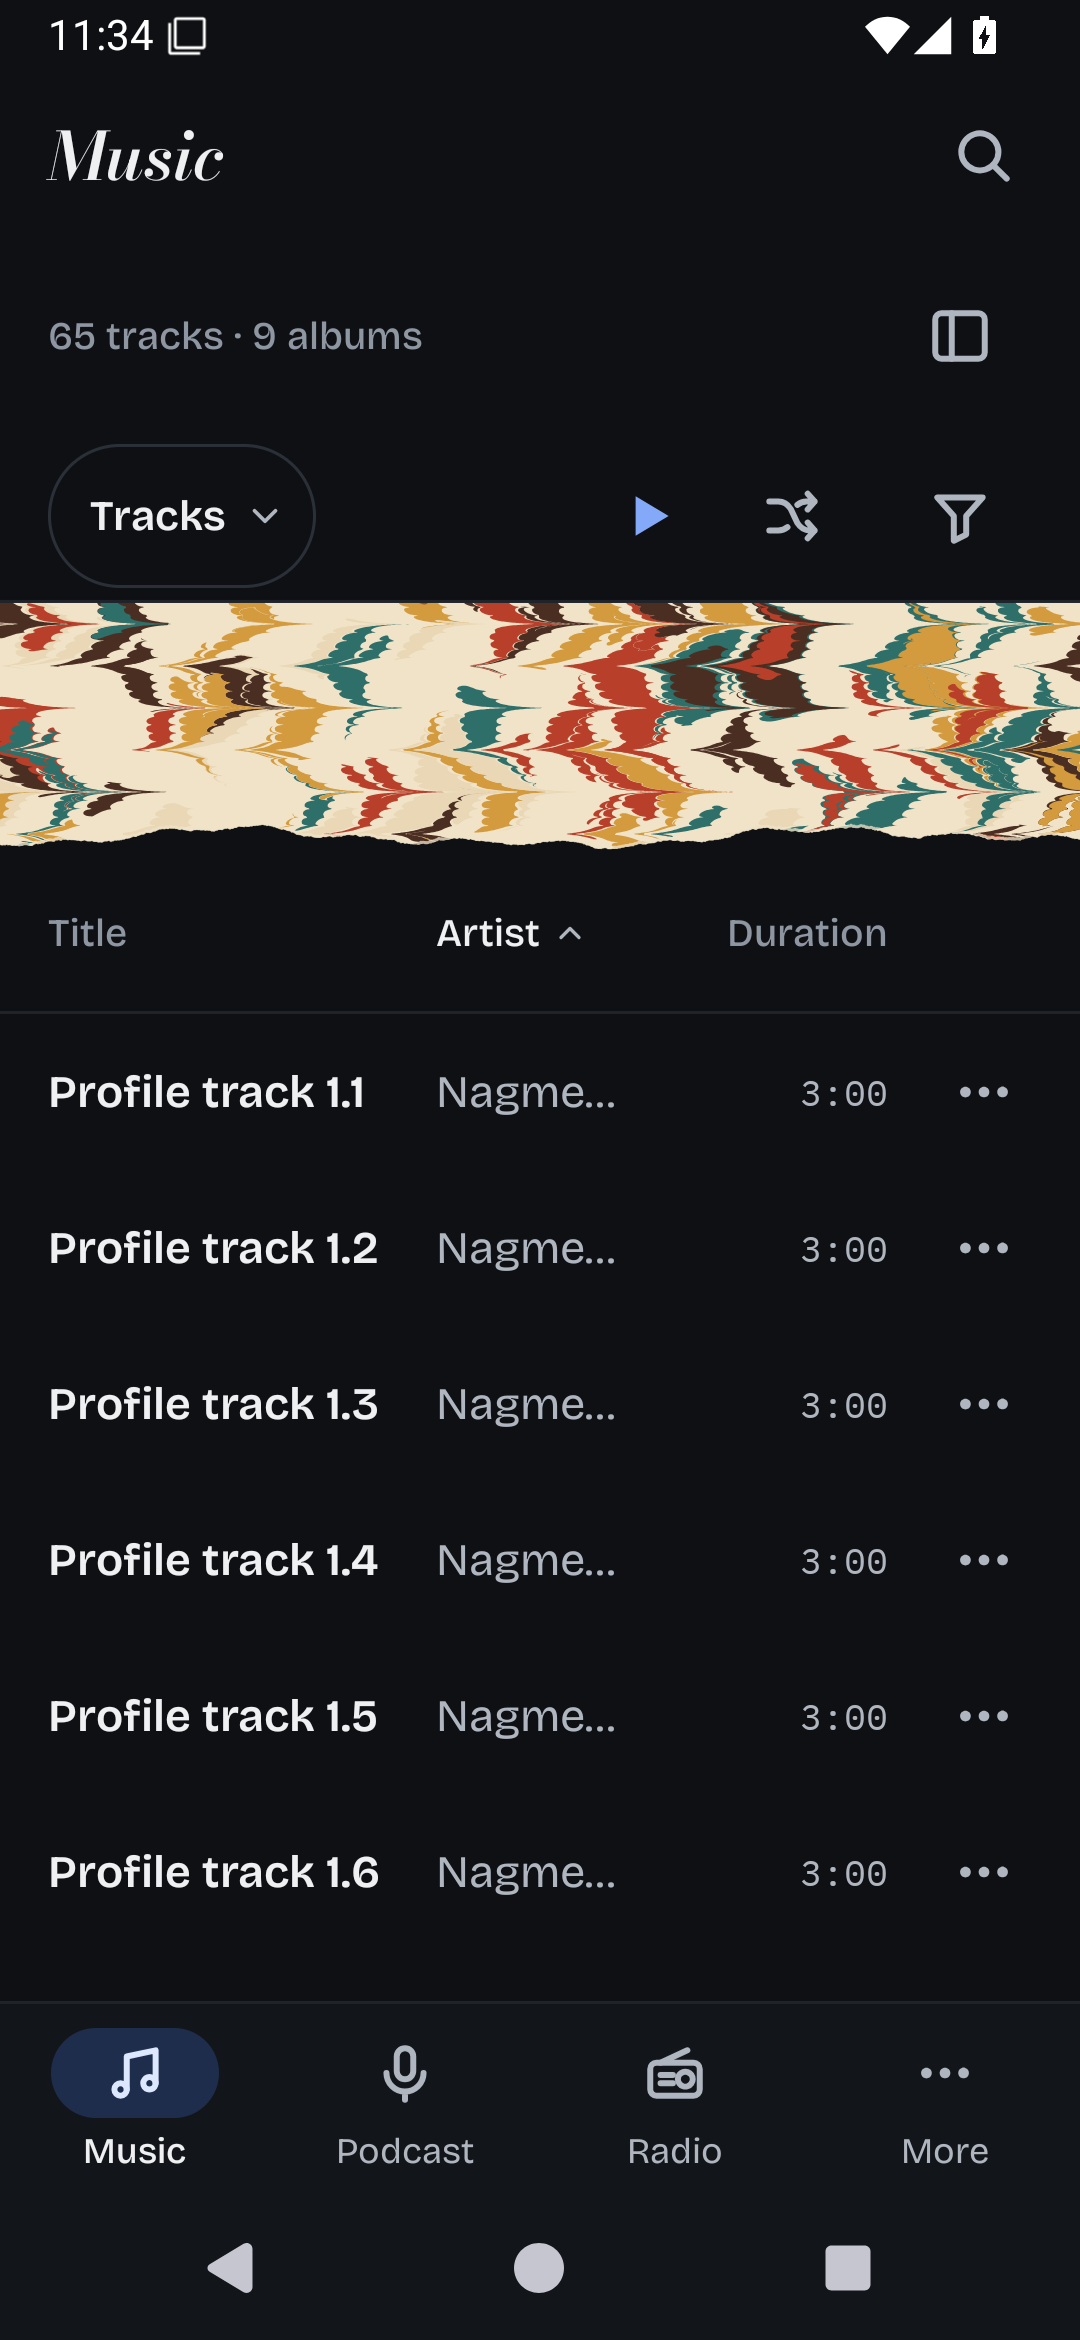 11:34
Music
65 tracks · 9 albums
Tracks
Title Artist Duration
Profile track 1.1 Nagme... 3:00
Profile track 1.2 Nagme... 3:00
Profile track 1.3 Nagme... 3:00
Profile track 1.4 Nagme... 3:00
Profile track 1.5 Nagme... 3:00
Profile track 1.6 Nagme... 3:00
Music Podcast Radio More